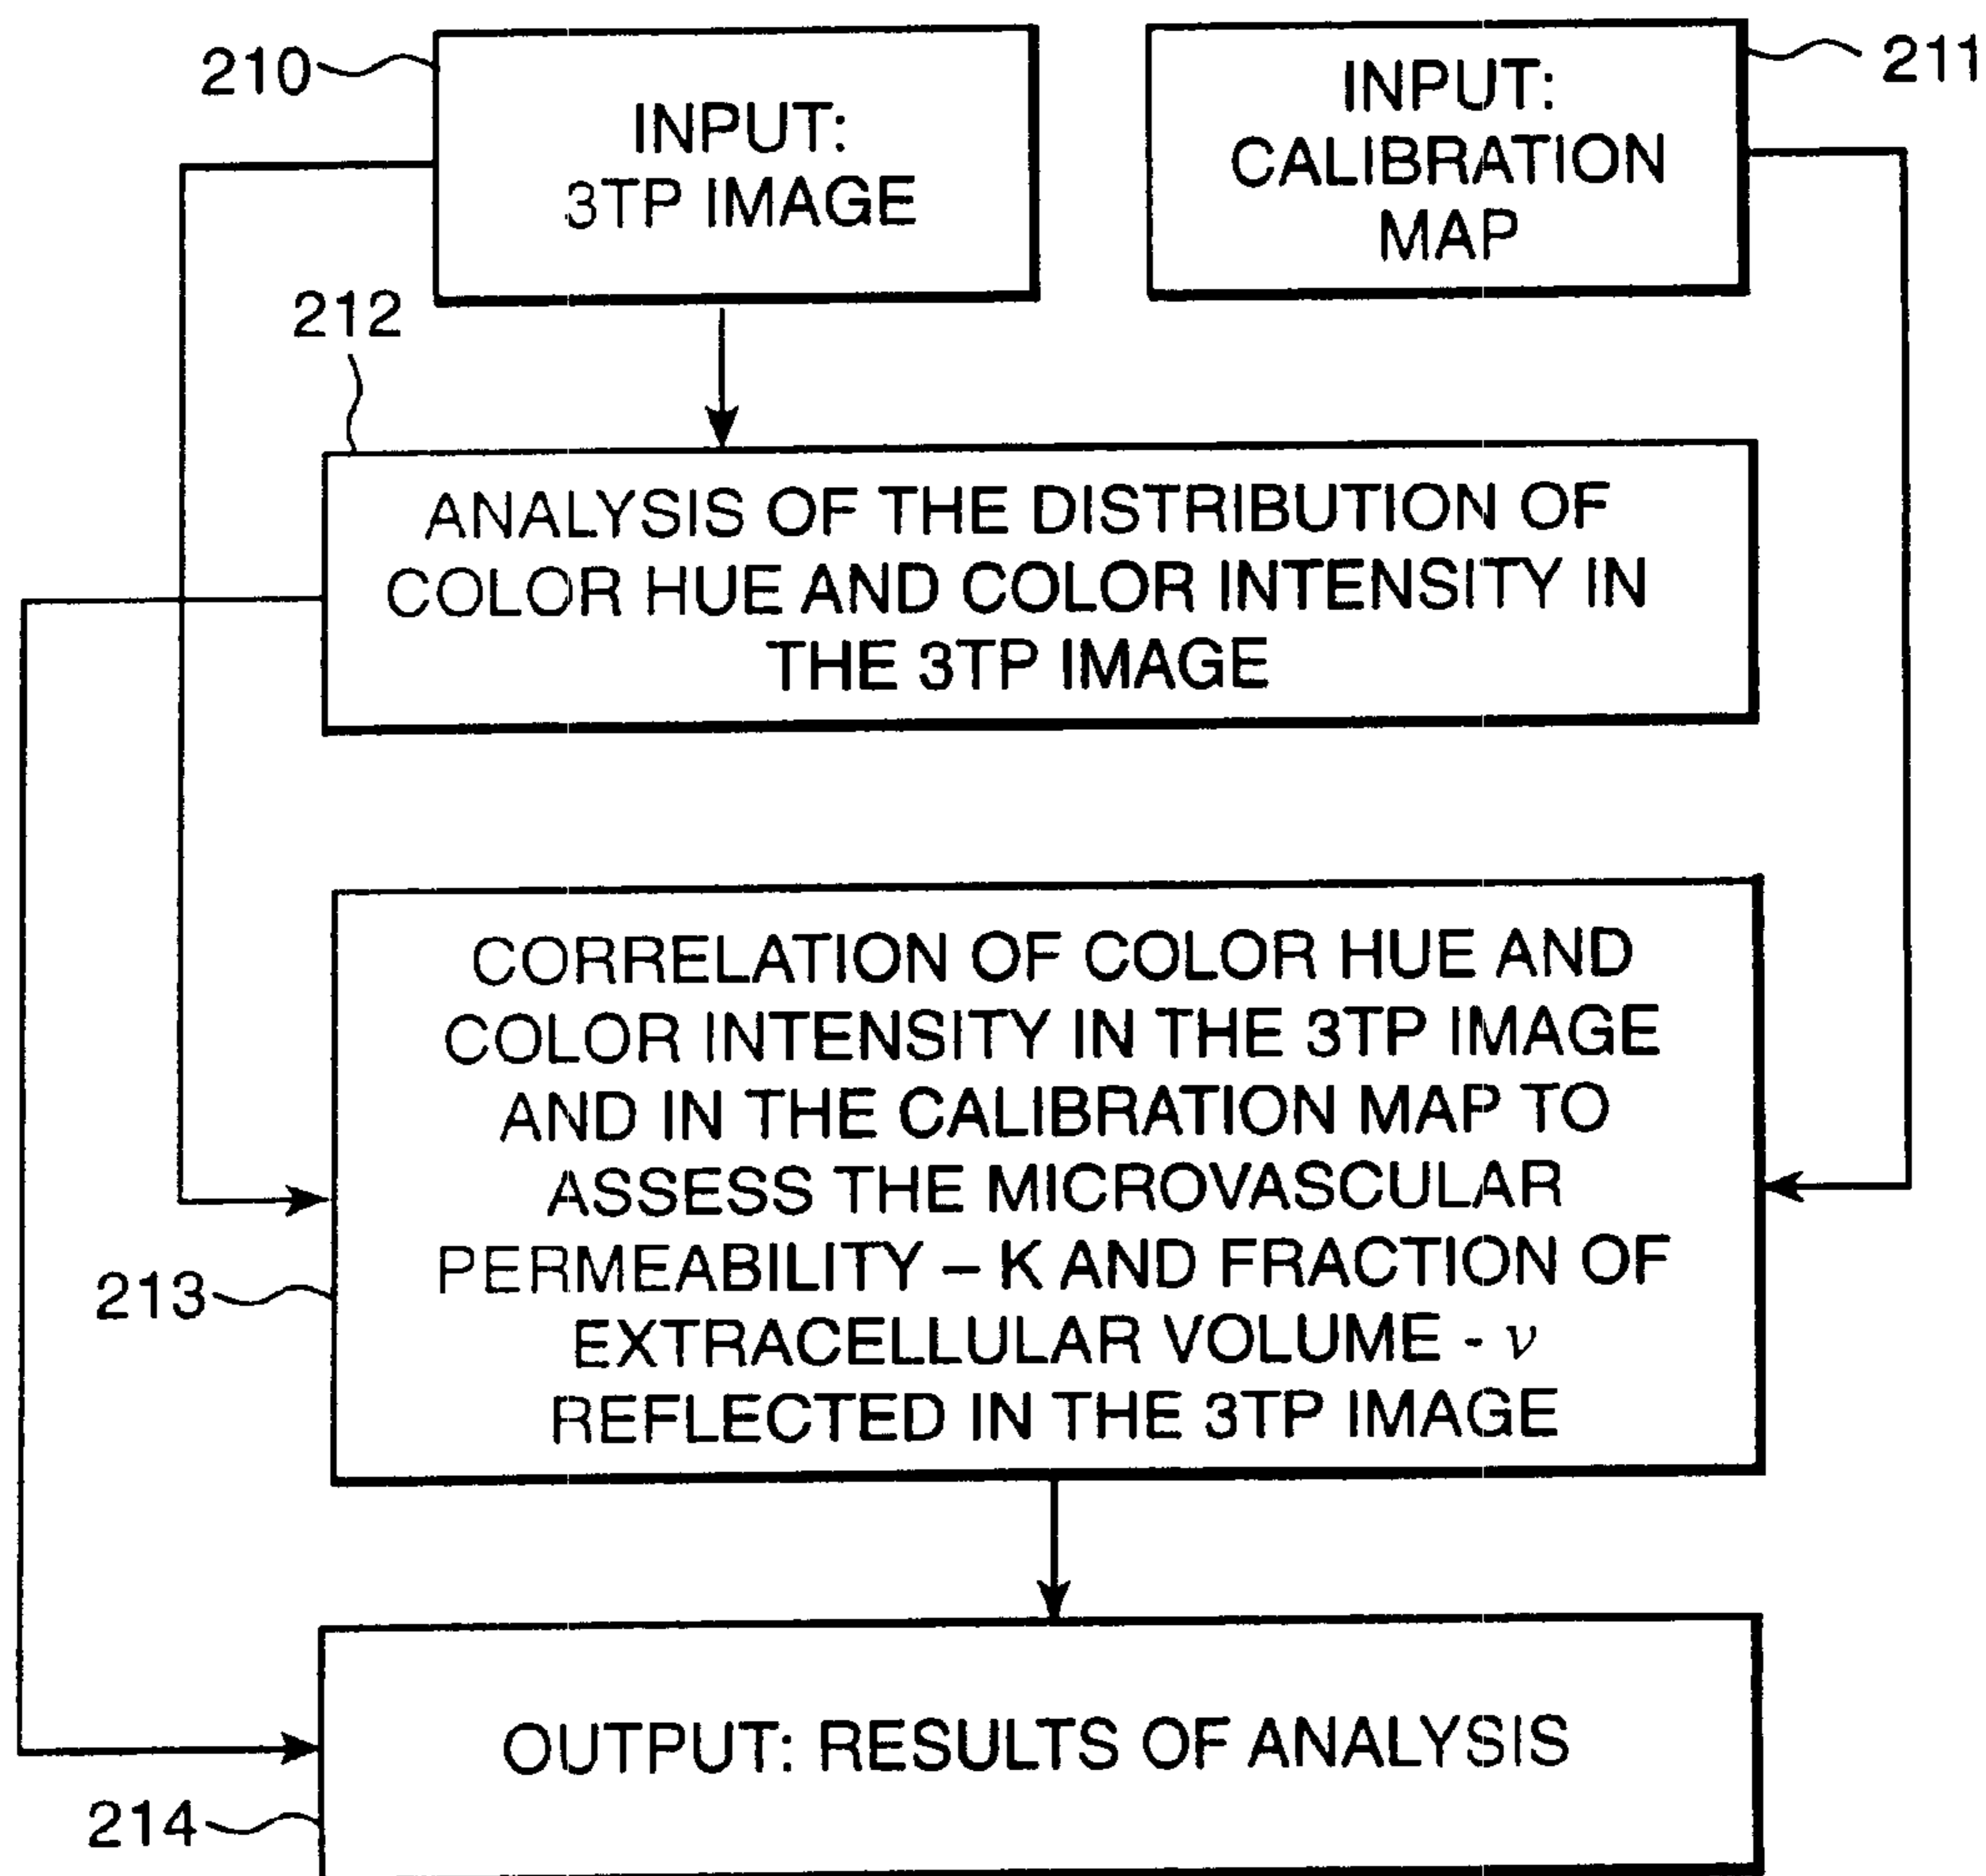 210
INPUT:
3TP IMAGE
211
INPUT:
CALIBRATION
MAP
212
ANALYSIS OF THE DISTRIBUTION OF
COLOR HUE AND COLOR INTENSITY IN
THE 3TP IMAGE
213
CORRELATION OF COLOR HUE AND
COLOR INTENSITY IN THE 3TP IMAGE
AND IN THE CALIBRATION MAP TO
ASSESS THE MICROVASCULAR
PERMEABILITY – K AND FRACTION OF
EXTRACELLULAR VOLUME - v
REFLECTED IN THE 3TP IMAGE
214
OUTPUT: RESULTS OF ANALYSIS